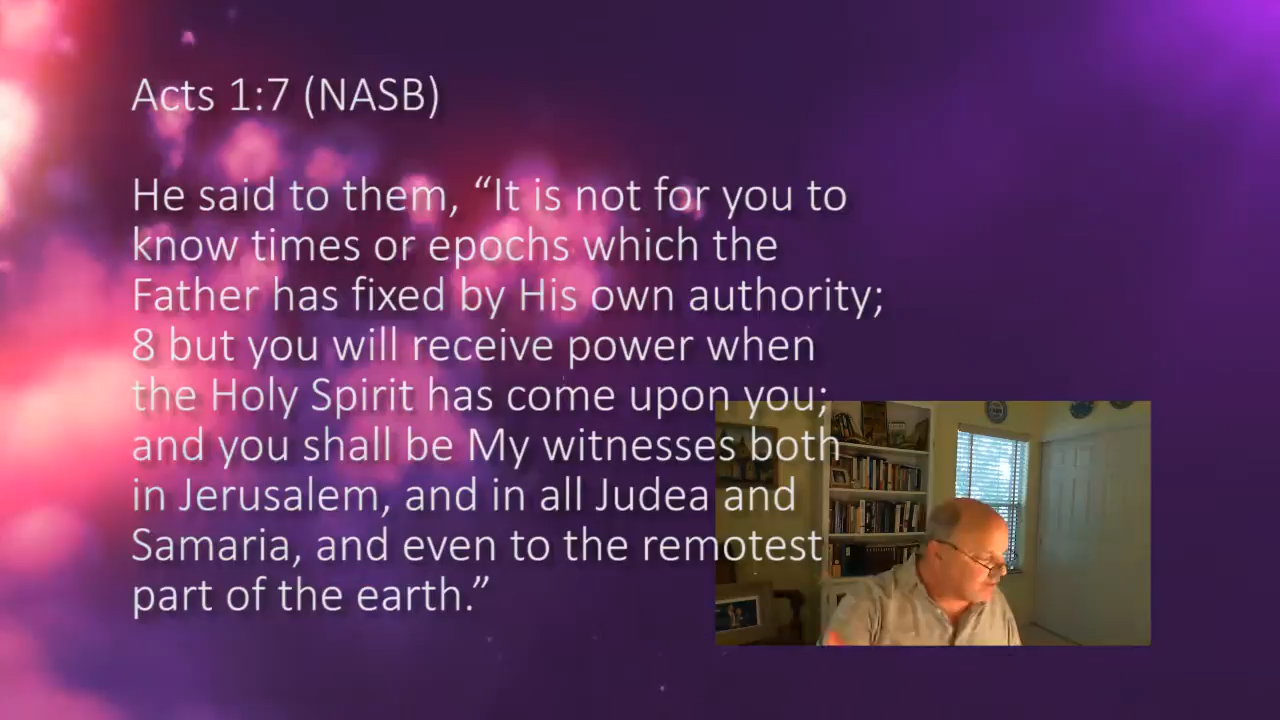 Acts 1:7 (NASB)
He said to them, “It is not for you to
know times or epochs which the
Father has fixed by His own authority;
8 but you will receive power when
the Holy Spirit has come upon you;
and you shall be My witnesses both
in Jerusalem, and in all Judea and
Samaria, and even to the remotest
part of the earth.”